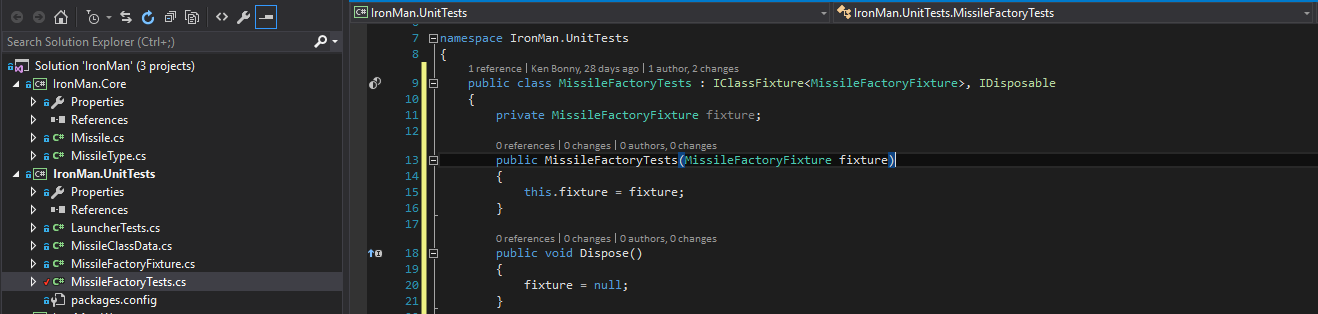 Search Solution Explorer (Ctrl+;)
Solution 'IronMan' (3 projects)
IronMan.Core
Properties
References
IMissile.cs
MissileType.cs
IronMan.UnitTests
Properties
References
LauncherTests.cs
MissileClassData.cs
MissileFactoryFixture.cs
MissileFactoryTests.cs
packages.config
IronMan.UnitTests
IronMan.UnitTests.MissileFactoryTests
7 namespace IronMan.UnitTests
8 {
1 reference | Ken Bonny, 28 days ago | 1 author, 2 changes
9 public class MissileFactoryTests : IClassFixture<MissileFactoryFixture>, IDisposable
10 {
11 private MissileFactoryFixture fixture;
12
0 references | 0 changes | 0 authors, 0 changes
13 public MissileFactoryTests(MissileFactoryFixture fixture)
14 {
15 this.fixture = fixture;
16 }
17
0 references | 0 changes | 0 authors, 0 changes
18 public void Dispose()
19 {
20 fixture = null;
21 }